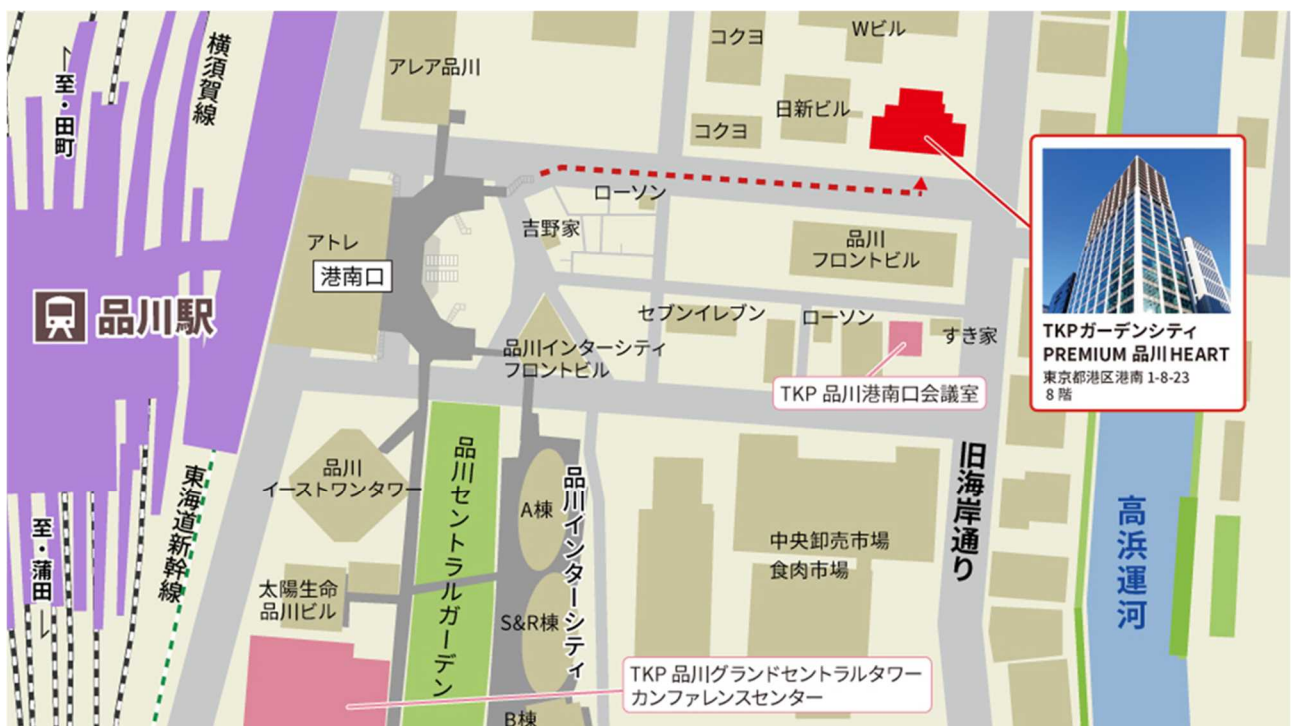 コクヨ
Wビル
アレア品川
横須賀線
至・田町
日新ビル
コクヨ
ローソン
吉野家
アトレ
港南口
品川
フロントビル
品川駅
セブンイレブン
ローソン
すき家
品川インターシティ
フロントビル
TKP 品川港南口会議室
TKPガーデンシティ
PREMIUM 品川HEART
東京都港区港南 1-8-23
8 階
品川
イーストワンタワー
品川セントラルガーデン
A棟
品川インターシティ
旧海岸通り
高浜運河
東海道新幹線
至・蒲田
中央卸売市場
食肉市場
太陽生命
品川ビル
S&R棟
TKP 品川グランドセントラルタワー
カンファレンスセンター
B棟